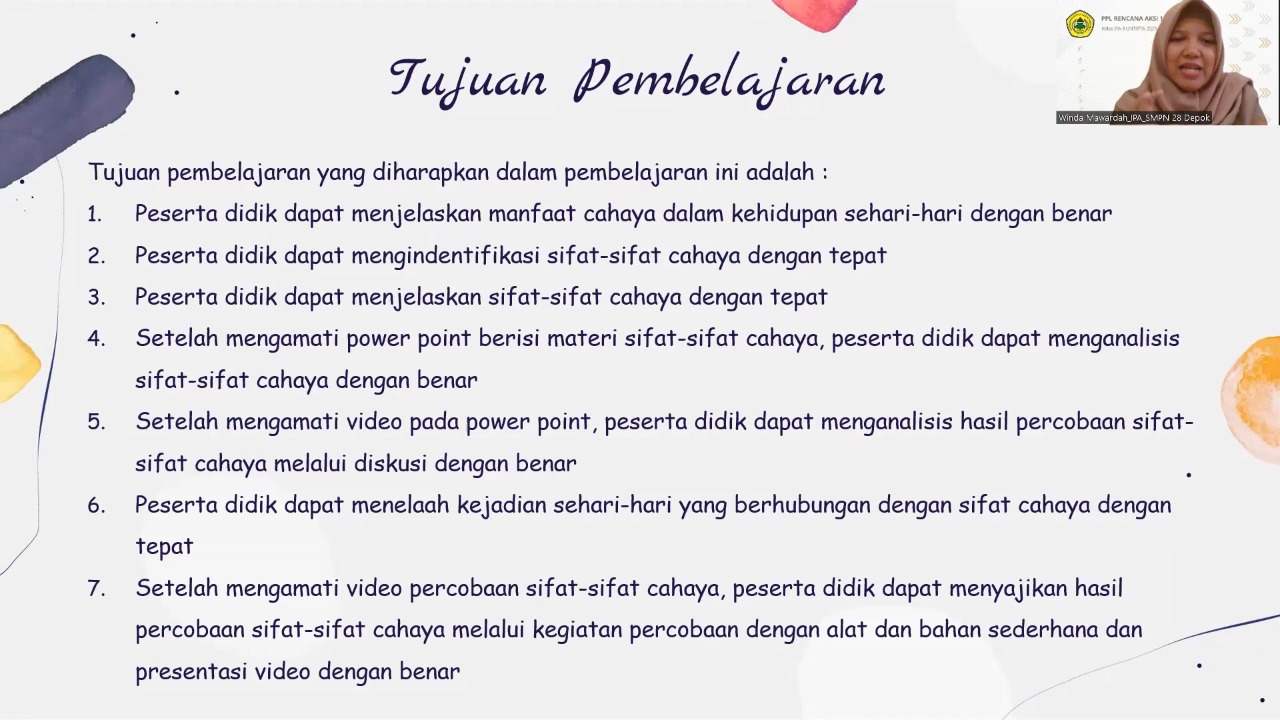 Tujuan Pembelajaran
PPL RENCANA AKSI 1
Winda Mawardah_IPA_SMPN 28 Depok
Tujuan pembelajaran yang diharapkan dalam pembelajaran ini adalah :
1. Peserta didik dapat menjelaskan manfaat cahaya dalam kehidupan sehari-hari dengan benar
2. Peserta didik dapat mengindentifikasi sifat-sifat cahaya dengan tepat
3. Peserta didik dapat menjelaskan sifat-sifat cahaya dengan tepat
4. Setelah mengamati power point berisi materi sifat-sifat cahaya, peserta didik dapat menganalisis
sifat-sifat cahaya dengan benar
5. Setelah mengamati video pada power point, peserta didik dapat menganalisis hasil percobaan sifat-
sifat cahaya melalui diskusi dengan benar
6. Peserta didik dapat menelaah kejadian sehari-hari yang berhubungan dengan sifat cahaya dengan
tepat
7. Setelah mengamati video percobaan sifat-sifat cahaya, peserta didik dapat menyajikan hasil
percobaan sifat-sifat cahaya melalui kegiatan percobaan dengan alat dan bahan sederhana dan
presentasi video dengan benar